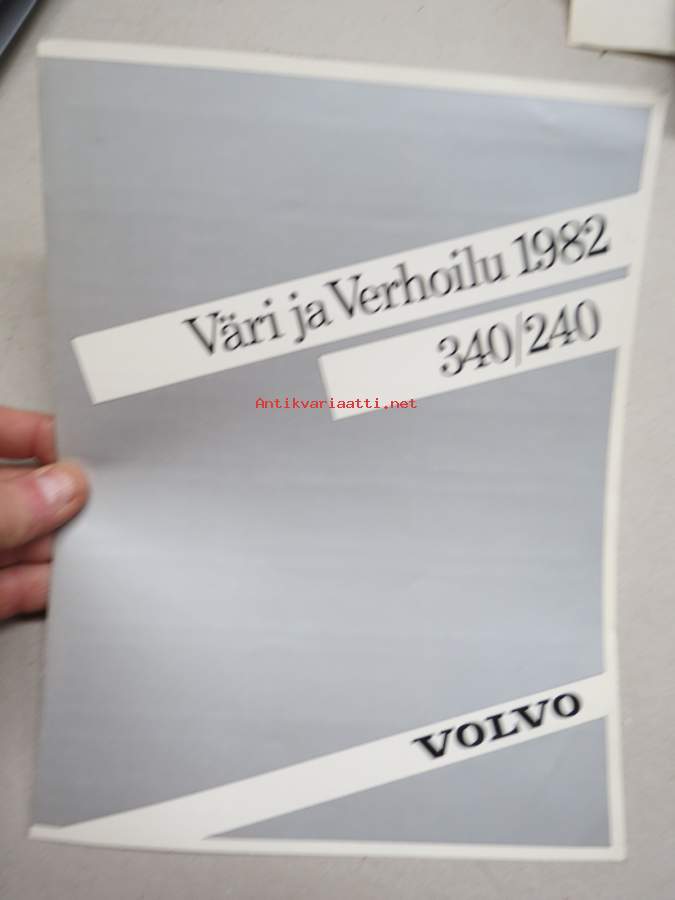 Väri ja Verhoilu 1982
340/240
Antikvariaatti.net
VOLVO